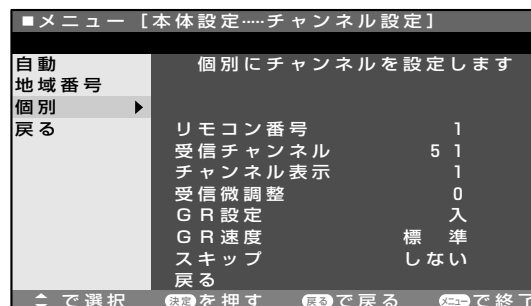 ■メニュー [本体設定……チャンネル設定]
自動
地域番号
個別 ▶
戻る
個別にチャンネルを設定します
リモコン番号 1
受信チャンネル 51
チャンネル表示 1
受信微調整 0
GR設定 入
GR速度 標 準
スキップ しない
戻る
で選択 決定を押す 戻るで戻る メニューで終了